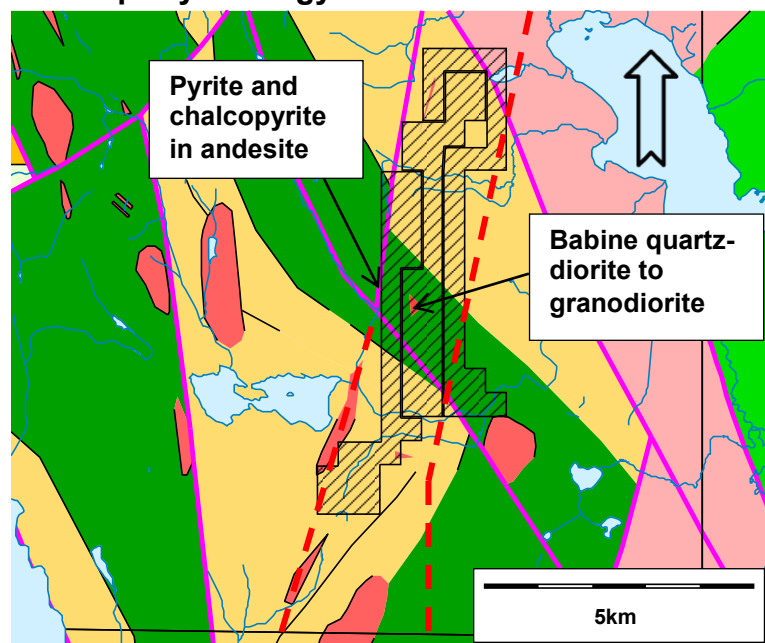 Pyrite and
chalcopyrite
in andesite
Babine quartz-
diorite to
granodiorite
5km